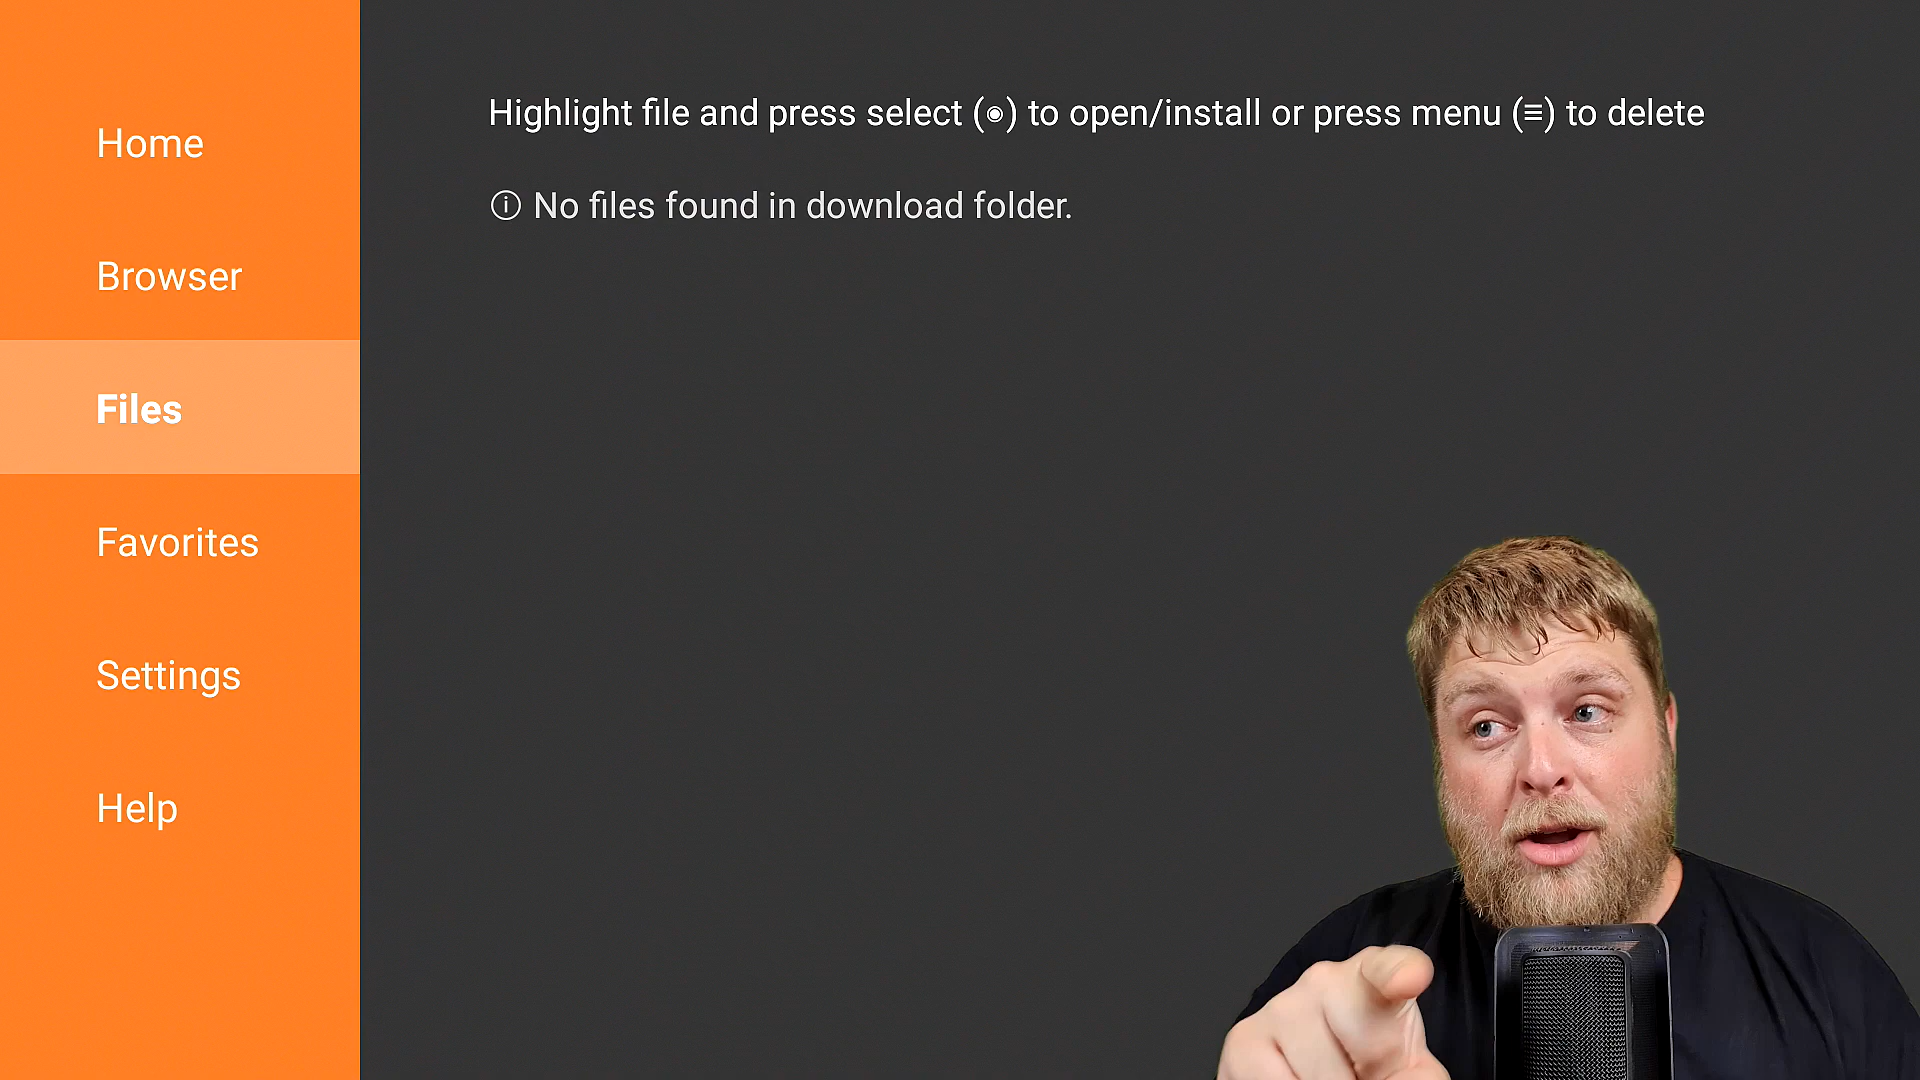 Home
Browser
Files
Favorites
Settings
Help
Highlight file and press select (◉) to open/install or press menu (≡) to delete
ⓘ No files found in download folder.